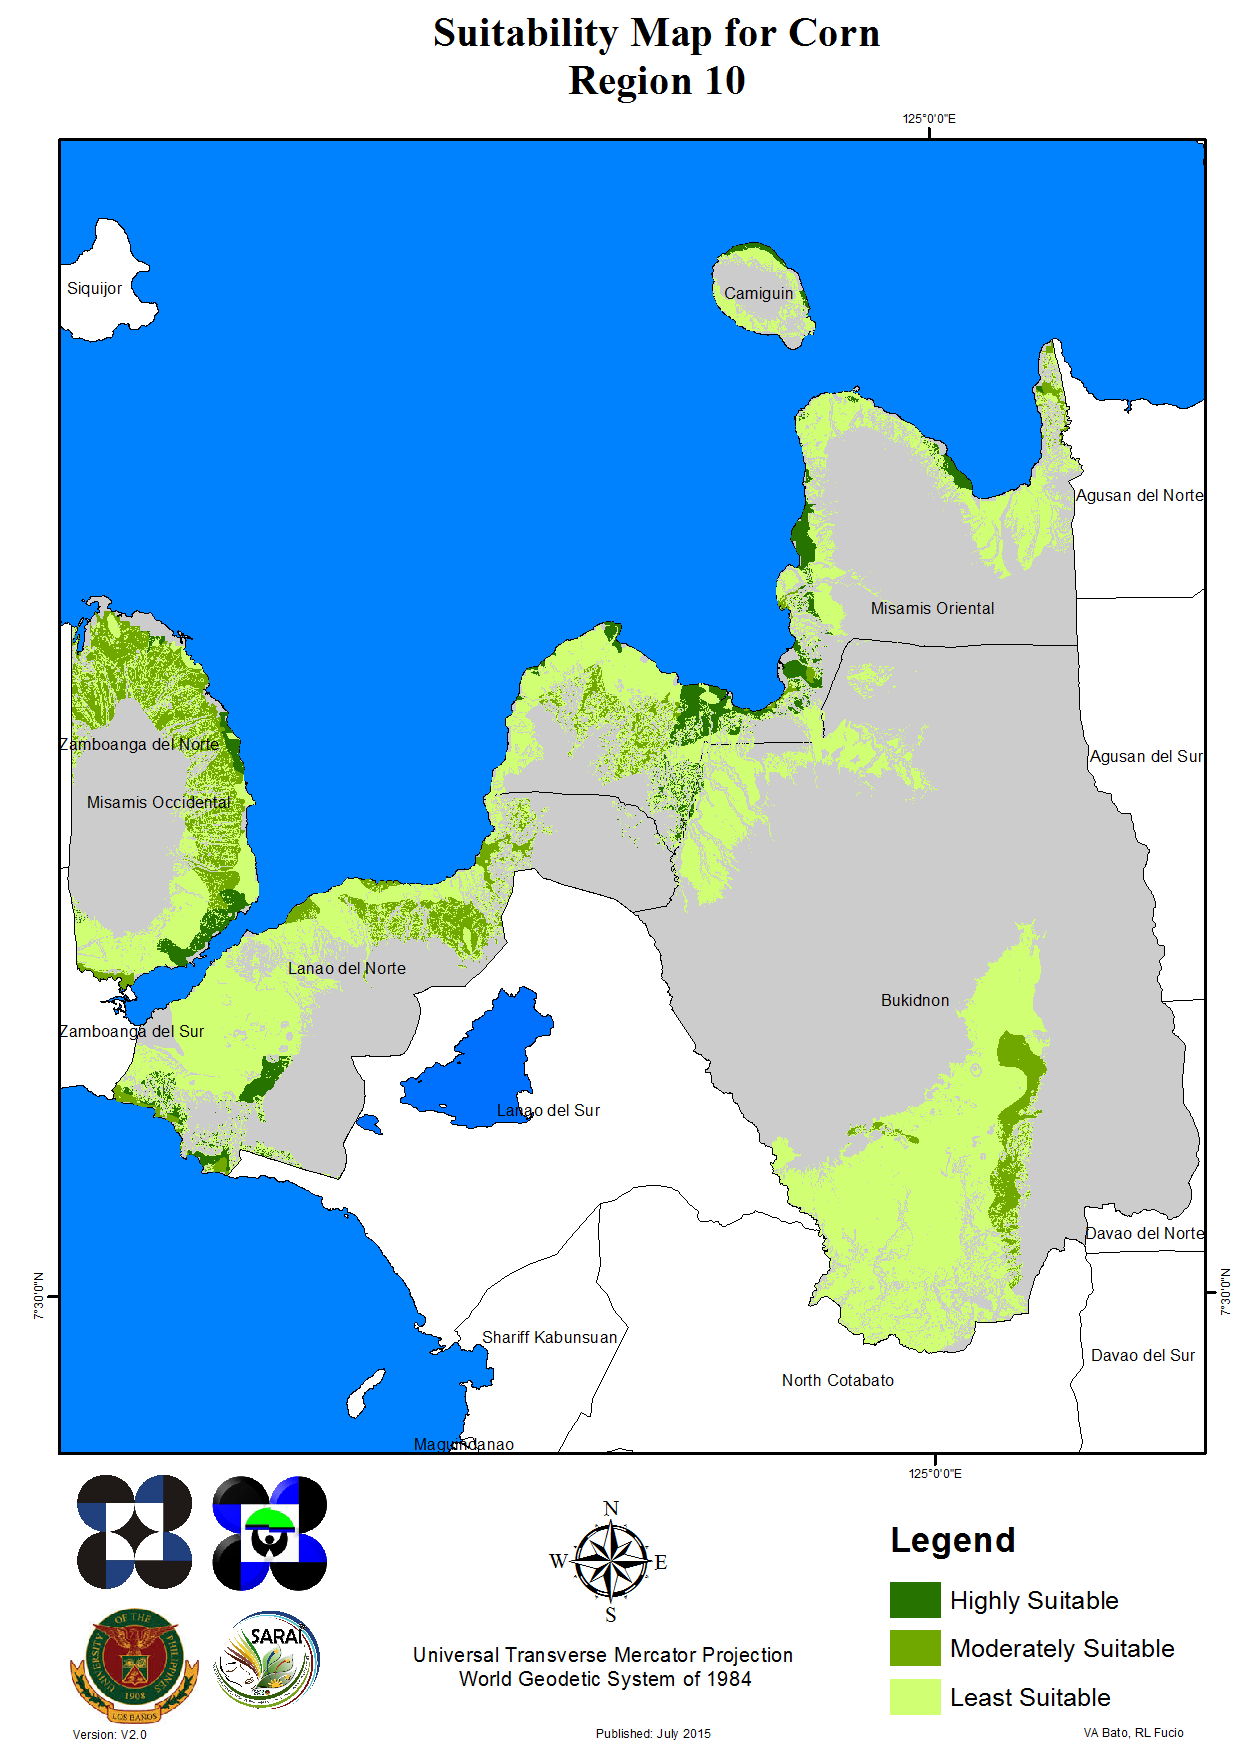 Suitability Map for Corn
Region 10
125°0'0"E
Siquijor
Camiguin
Agusan del Norte
Misamis Oriental
Zamboanga del Norte
Agusan del Sur
Misamis Occidental
Lanao del Norte
Bukidnon
Zamboanga del Sur
Lanao del Sur
Davao del Norte
7°30'0"N
7°30'0"N
Shariff Kabunsuan
Davao del Sur
North Cotabato
Maguindanao
125°0'0"E
N
W E
S
Legend
Highly Suitable
Moderately Suitable
Least Suitable
UNIVERSITY OF THE PHILIPPINES
1908
LOS BAÑOS
SARAI
Universal Transverse Mercator Projection
World Geodetic System of 1984
Version: V2.0
Published: July 2015
VA Bato, RL Fucio